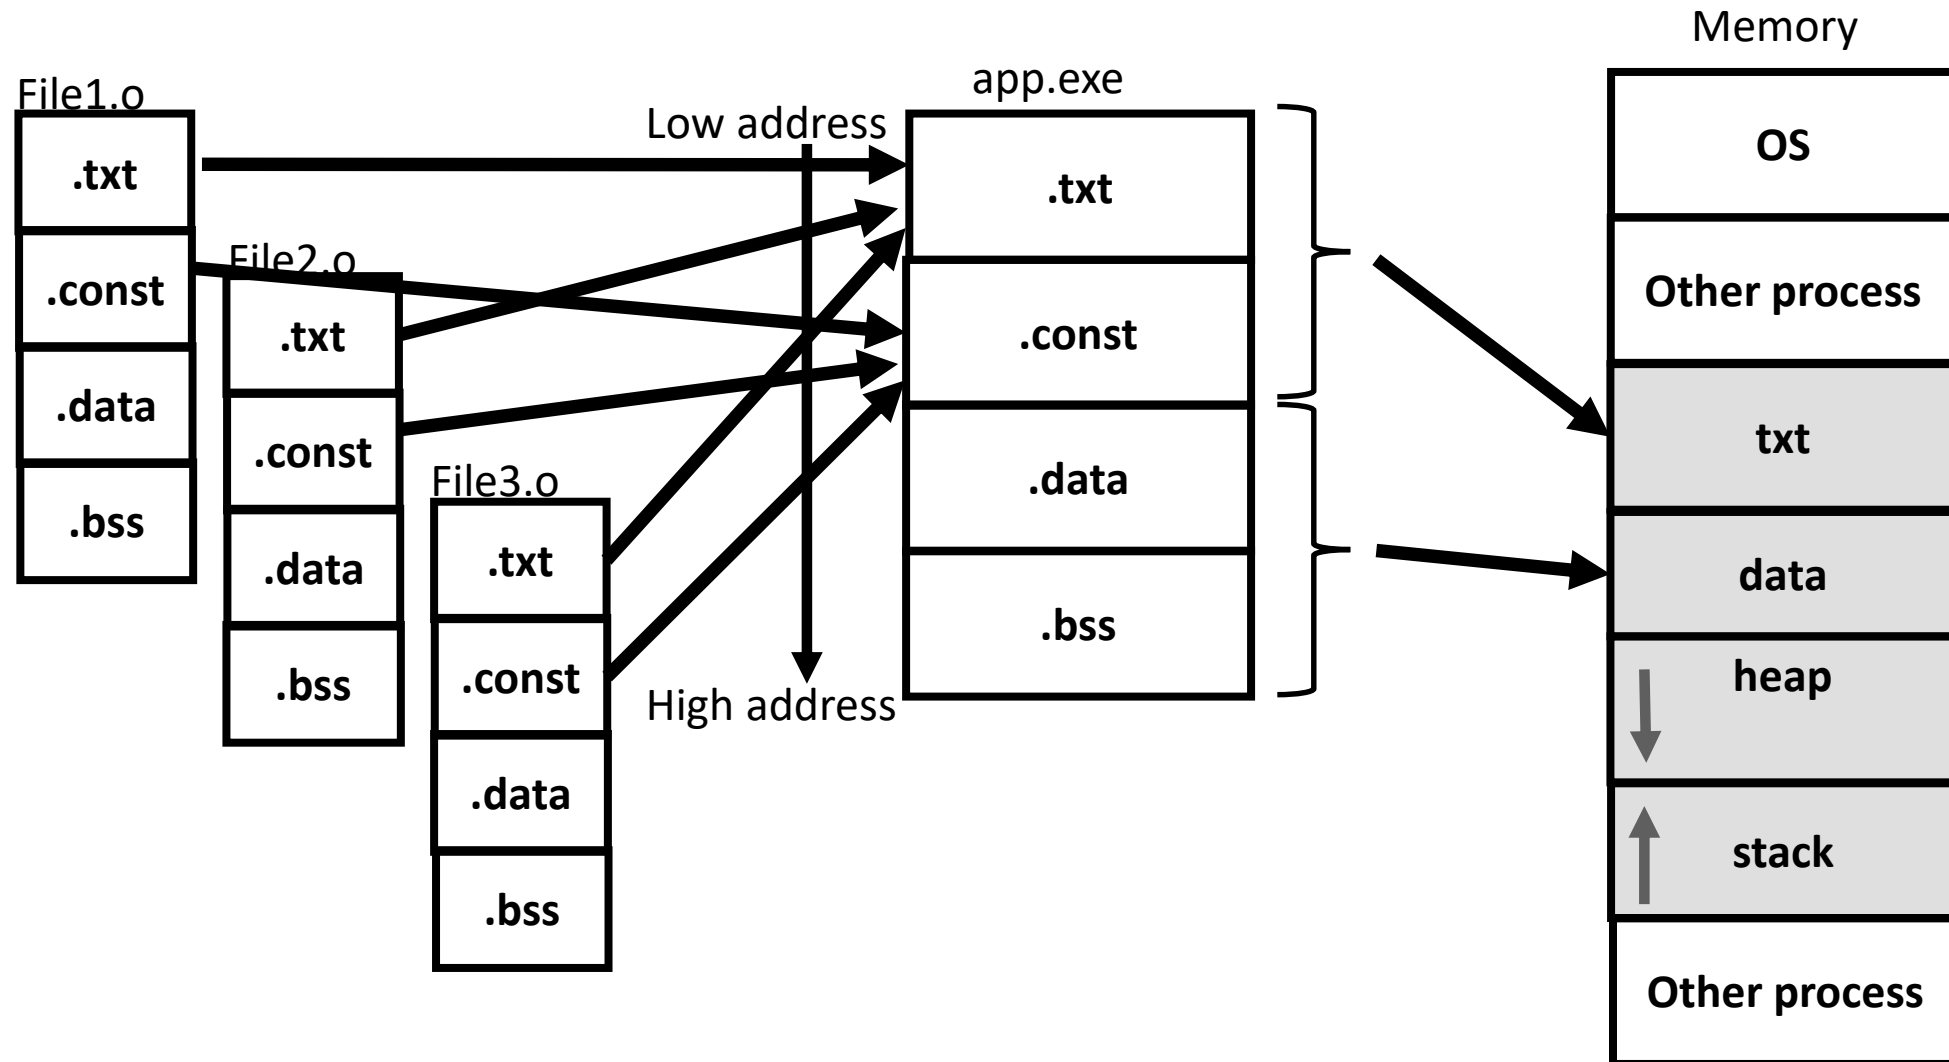 File1.o
.txt
.const
.data
.bss
File2.o
.txt
.const
.data
.bss
File3.o
.txt
.const
.data
.bss
Low address
High address
app.exe
.txt
.const
.data
.bss
Memory
OS
Other process
txt
data
heap
stack
Other process